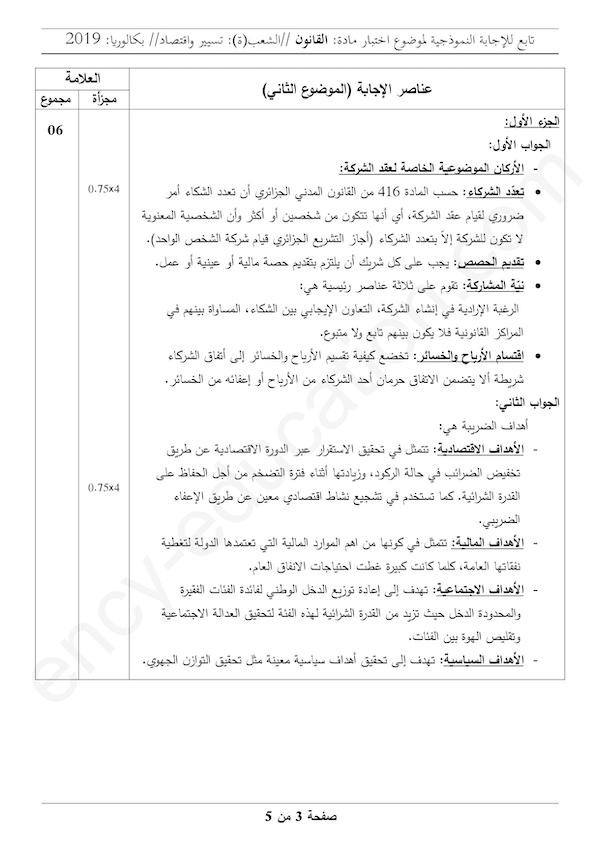 تابع للإجابة النموذجية لموضوع اختبار مادة: القانون //الشعب(ة): تسيير واقتصاد// بكالوريا: 2019
عناصر الإجابة (الموضوع الثاني)
العلامة
مجزأة
مجموع
الجزء الأول:
06
الجواب الأول:
- الأركان الموضوعية الخاصة لعقد الشركة:
• تعدّد الشركاء: حسب المادة 416 من القانون المدني الجزائري أن تعدد الشكاء أمر
0.75x4
ضروري لقيام عقد الشركة، أي أنها تتكون من شخصين أو أكثر وأن الشخصية المعنوية
لا تكون للشركة إلاّ بتعدد الشركاء (أجاز التشريع الجزائري قيام شركة الشخص الواحد).
• تقديم الحصص: يجب على كل شريك أن يلتزم بتقديم حصة مالية أو عينية أو عمل.
• نيّة المشاركة: تقوم على ثلاثة عناصر رئيسية هي:
الرغبة الإرادية في إنشاء الشركة، التعاون الإيجابي بين الشكاء، المساواة بينهم في
المراكز القانونية فلا يكون بينهم تابع ولا متبوع.
• اقتسام الأرباح والخسائر: تخضع كيفية تقسيم الأرباح والخسائر إلى أتفاق الشركاء
شريطة ألا يتضمن الاتفاق حرمان أحد الشركاء من الأرباح أو إعفائه من الخسائر.
الجواب الثاني:
أهداف الضريبة هي:
- الأهداف الاقتصادية: تتمثل في تحقيق الاستقرار عبر الدورة الاقتصادية عن طريق
تخفيض الضرائب في حالة الركود، وزيادتها أثناء فترة التضخم من أجل الحفاظ على
0.75x4
القدرة الشرائية. كما تستخدم في تشجيع نشاط اقتصادي معين عن طريق الإعفاء
الضريبي.
- الأهداف المالية: تتمثل في كونها من اهم الموارد المالية التي تعتمدها الدولة لتغطية
نفقاتها العامة، كلما كانت كبيرة غطت احتياجات الانفاق العام.
- الأهداف الاجتماعية: تهدف إلى إعادة توزيع الدخل الوطني لفائدة الفئات الفقيرة
والمحدودة الدخل حيث تزيد من القدرة الشرائية لهذه الفئة لتحقيق العدالة الاجتماعية
وتقليص الهوة بين الفئات.
- الأهداف السياسية: تهدف إلى تحقيق أهداف سياسية معينة مثل تحقيق التوازن الجهوي.
ency-education.com
صفحة 3 من 5